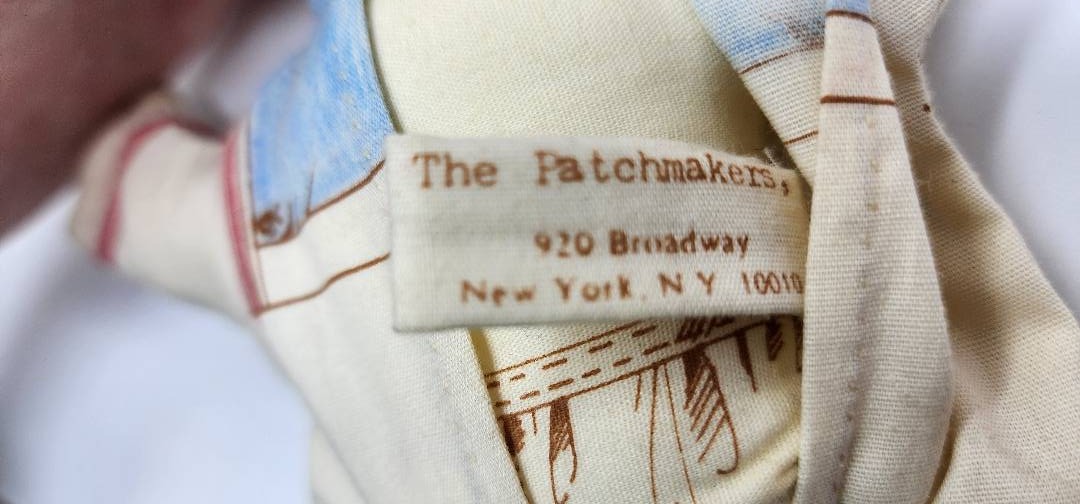 The Patchmakers,
920 Broadway
New York, N Y 10010